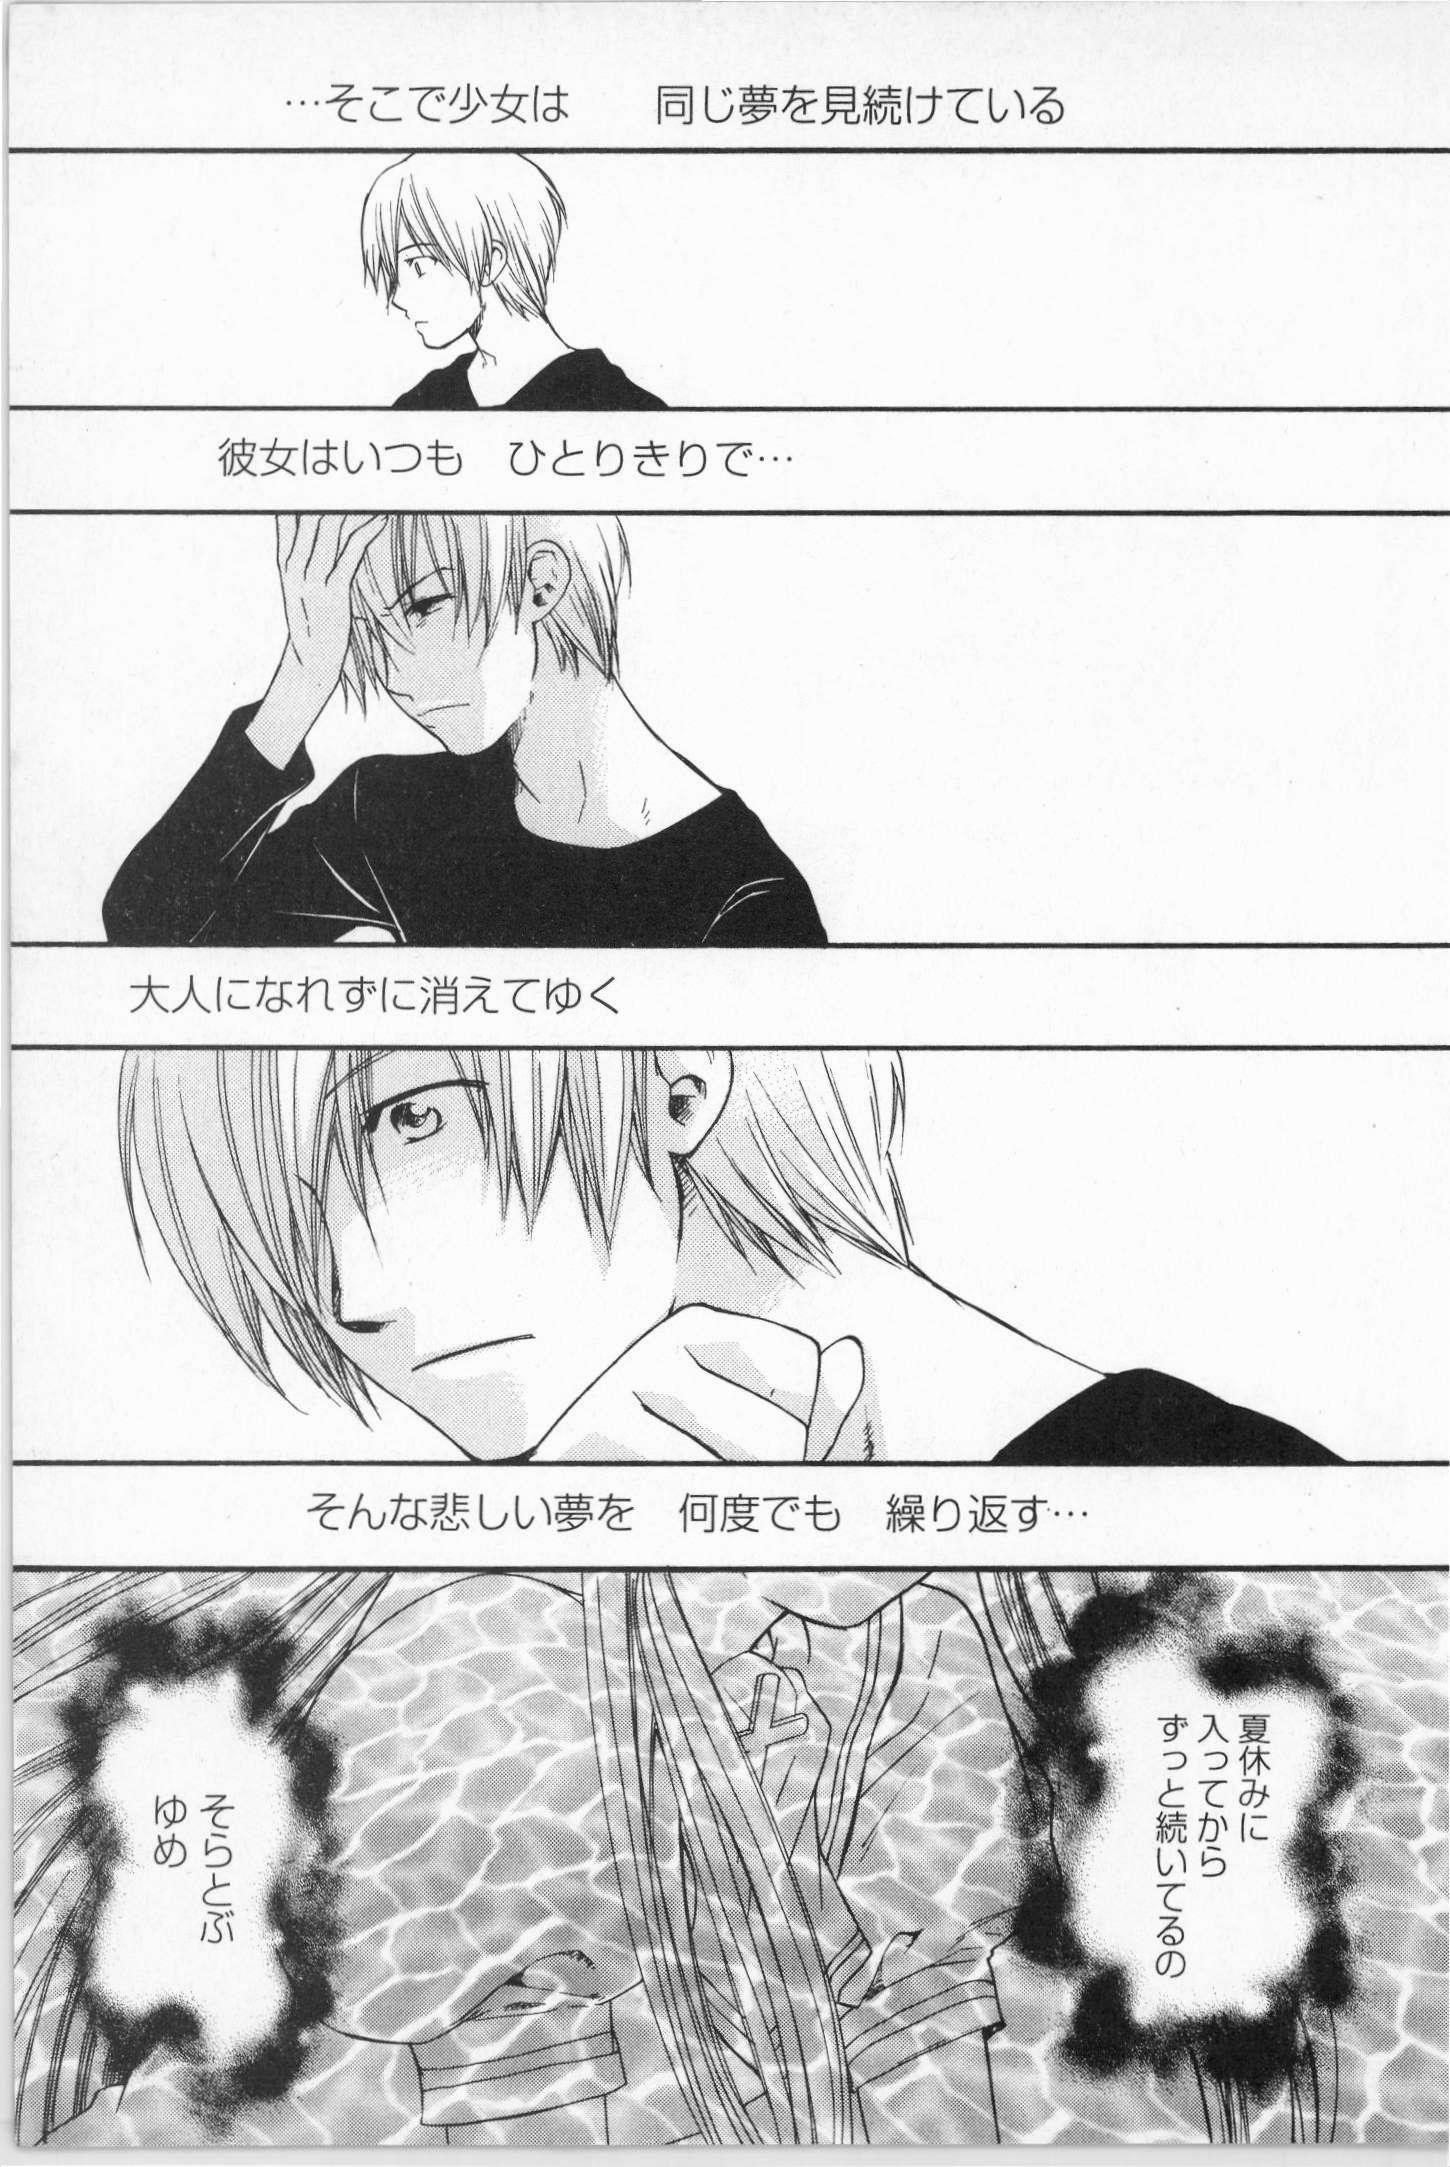 …そこで少女は　同じ夢を見続けている
彼女はいつも　ひとりきりで…
大人になれずに消えてゆく
そんな悲しい夢を　何度でも　繰り返す…
夏休みに
入ってから
ずっと続いてるの
そらとぶ
ゆめ